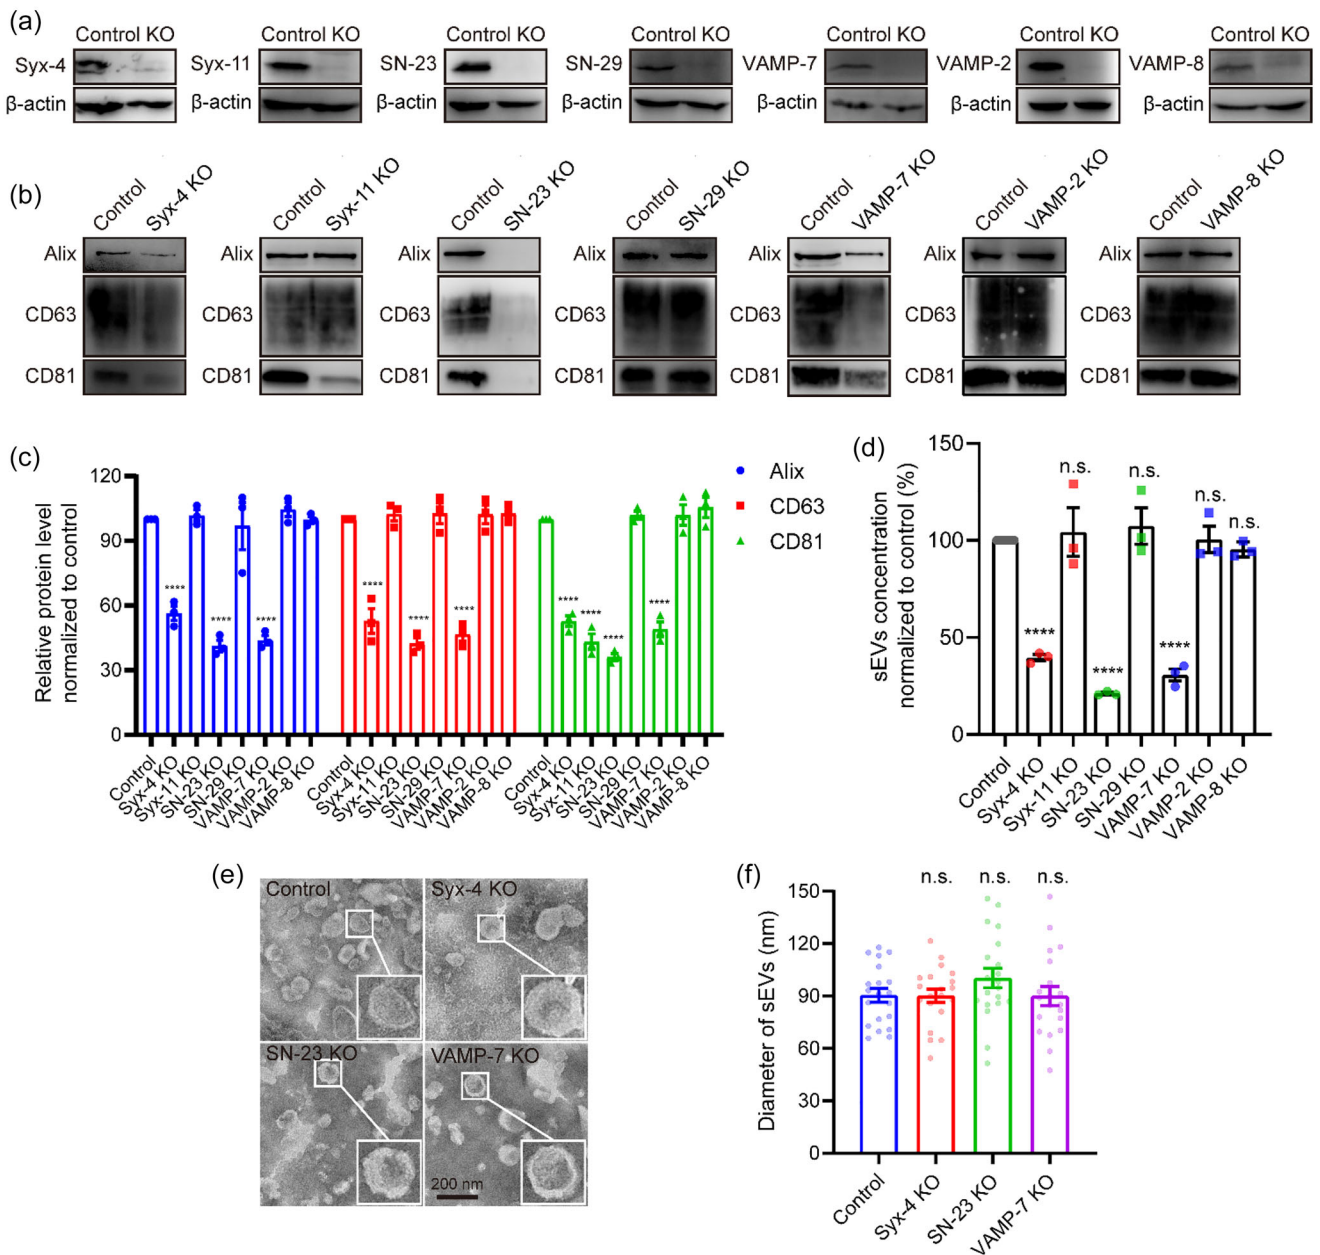 (a)
Control KO Control KO Control KO Control KO Control KO Control KO Control KO
Syx-4 Syx-11 SN-23 SN-29 VAMP-7 VAMP-2 VAMP-8
β-actin β-actin β-actin β-actin β-actin β-actin β-actin
(b)
Control Syx-4 KO Control Syx-11 KO Control SN-23 KO Control SN-29 KO Control VAMP-7 KO Control VAMP-2 KO Control VAMP-8 KO
Alix Alix Alix Alix Alix Alix Alix
CD63 CD63 CD63 CD63 CD63 CD63 CD63
CD81 CD81 CD81 CD81 CD81 CD81 CD81
(c)
Relative protein level
normalized to control
120
90
60
30
0
**** **** ****
**** **** ****
**** **** **** ****
Control Syx-4 KO Syx-11 KO SN-23 KO SN-29 KO VAMP-7 KO VAMP-2 KO VAMP-8 KO
Control Syx-4 KO Syx-11 KO SN-23 KO SN-29 KO VAMP-7 KO VAMP-2 KO VAMP-8 KO
Control Syx-4 KO Syx-11 KO SN-23 KO SN-29 KO VAMP-7 KO VAMP-2 KO VAMP-8 KO
Alix
CD63
CD81
(d)
sEVs concentration
normalized to control (%)
150
100
50
0
**** n.s. **** n.s. **** n.s. n.s.
Control Syx-4 KO Syx-11 KO SN-23 KO SN-29 KO VAMP-7 KO VAMP-2 KO VAMP-8 KO
(e)
Control Syx-4 KO
SN-23 KO VAMP-7 KO
200 nm
(f)
Diameter of sEVs (nm)
150
120
90
60
30
0
n.s. n.s. n.s.
Control Syx-4 KO SN-23 KO VAMP-7 KO